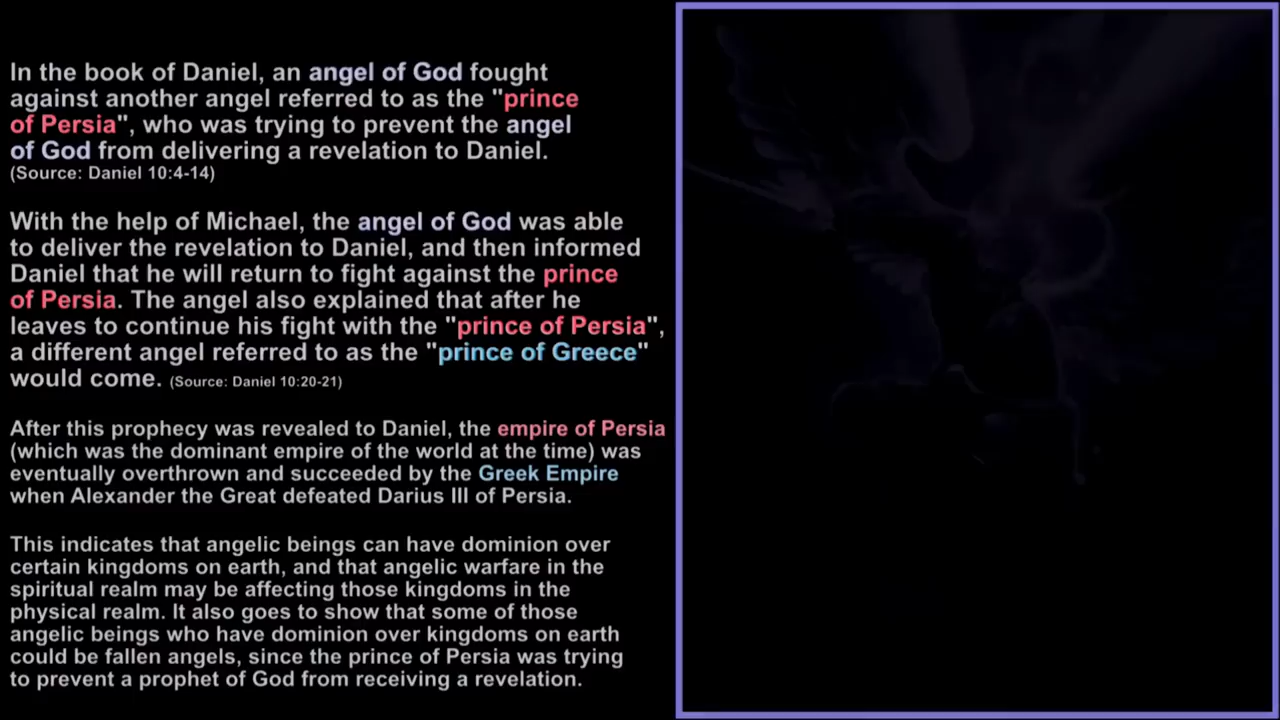 In the book of Daniel, an angel of God fought
against another angel referred to as the "prince
of Persia", who was trying to prevent the angel
of God from delivering a revelation to Daniel.
(Source: Daniel 10:4-14)
With the help of Michael, the angel of God was able
to deliver the revelation to Daniel, and then informed
Daniel that he will return to fight against the prince
of Persia. The angel also explained that after he
leaves to continue his fight with the "prince of Persia",
a different angel referred to as the "prince of Greece"
would come. (Source: Daniel 10:20-21)
After this prophecy was revealed to Daniel, the empire of Persia
(which was the dominant empire of the world at the time) was
eventually overthrown and succeeded by the Greek Empire
when Alexander the Great defeated Darius III of Persia.
This indicates that angelic beings can have dominion over
certain kingdoms on earth, and that angelic warfare in the
spiritual realm may be affecting those kingdoms in the
physical realm. It also goes to show that some of those
angelic beings who have dominion over kingdoms on earth
could be fallen angels, since the prince of Persia was trying
to prevent a prophet of God from receiving a revelation.